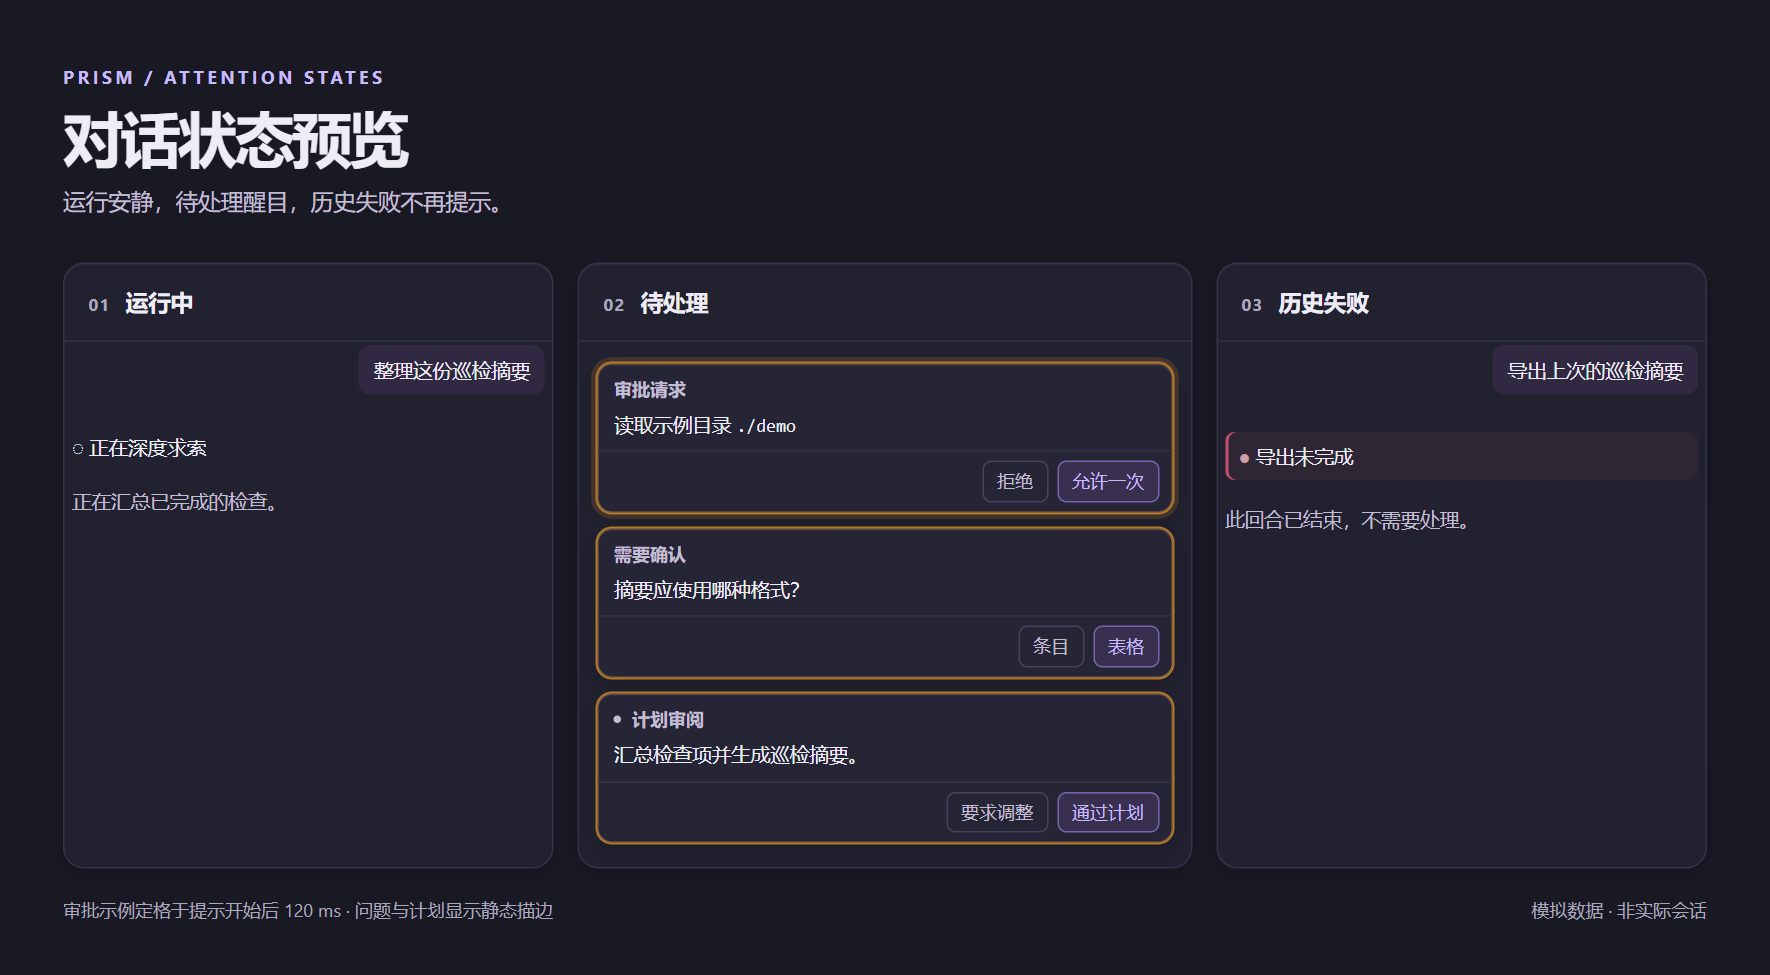 PRISM / ATTENTION STATES
对话状态预览
运行安静，待处理醒目，历史失败不再提示。
01 运行中
整理这份巡检摘要
正在深度求索
正在汇总已完成的检查。
02 待处理
审批请求
读取示例目录 ./demo
拒绝 允许一次
需要确认
摘要应使用哪种格式？
条目 表格
计划审阅
汇总检查项并生成巡检摘要。
要求调整 通过计划
03 历史失败
导出上次的巡检摘要
导出未完成
此回合已结束，不需要处理。
审批示例定格于提示开始后 120 ms · 问题与计划显示静态描边
模拟数据 · 非实际会话